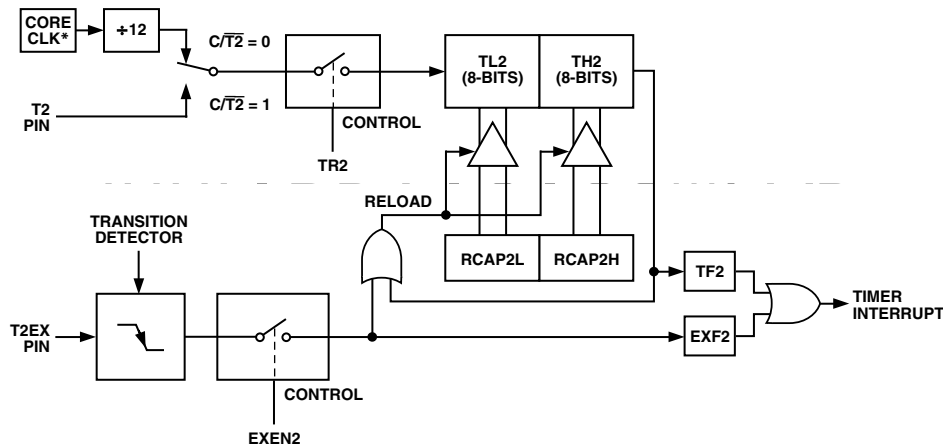 CORE
CLK*
÷12
C/T2̅ = 0
C/T2̅ = 1
T2
PIN
CONTROL
TR2
TL2
(8-BITS)
TH2
(8-BITS)
RELOAD
TRANSITION
DETECTOR
RCAP2L
RCAP2H
TF2
TIMER
INTERRUPT
T2EX
PIN
EXF2
CONTROL
EXEN2